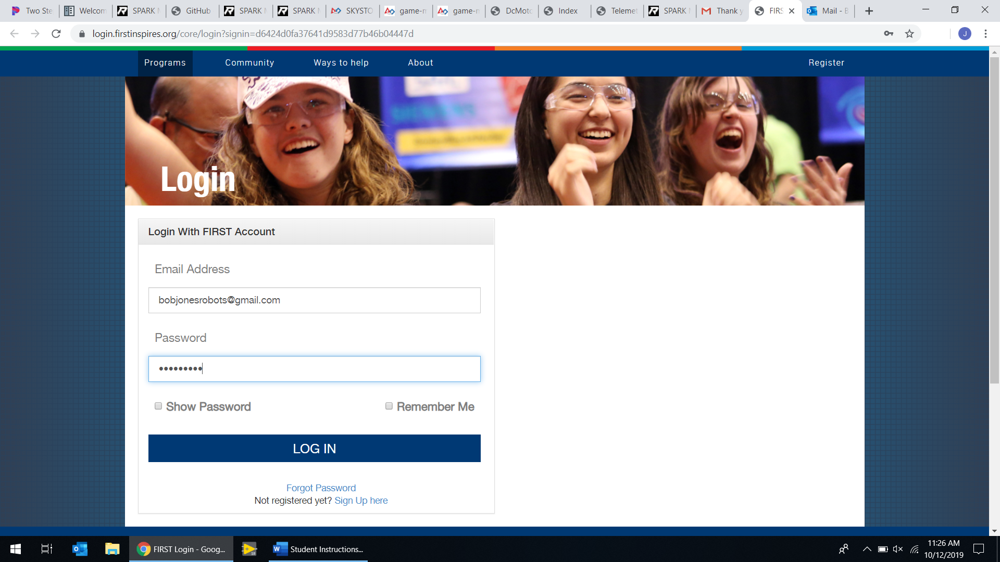 Two Ste
Welcom
SPARK M
GitHub
SPARK M
SPARK M
SKYSTO
game-m
game-m
DcMoto
Index
Telemet
SPARK M
Thank y
FIRS
Mail - B
login.firstinspires.org/core/login?signin=d6424d0fa37641d9583d77b46b04447d
J
Programs
Community
Ways to help
About
Register
Login
Login With FIRST Account
Email Address
bobjonesrobots@gmail.com
Password
•••••••••
Show Password
Remember Me
LOG IN
Forgot Password
Not registered yet? Sign Up here
FIRST Login - Goog...
Student Instructions...
11:26 AM
10/12/2019